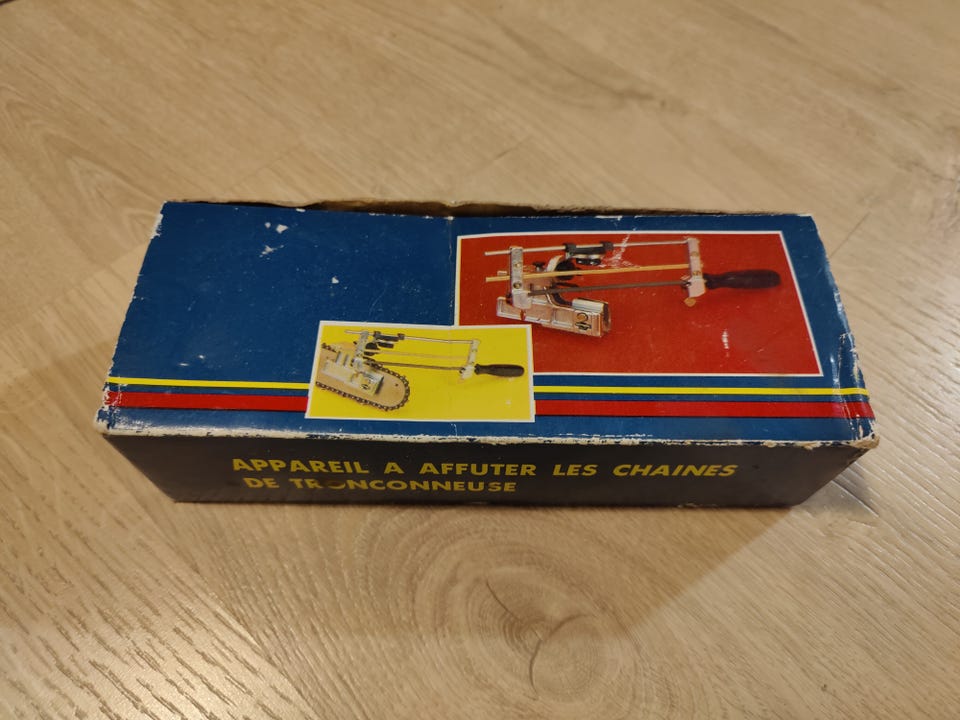 APPAREIL A AFFUTER LES CHAINES
DE TRONCONNEUSE